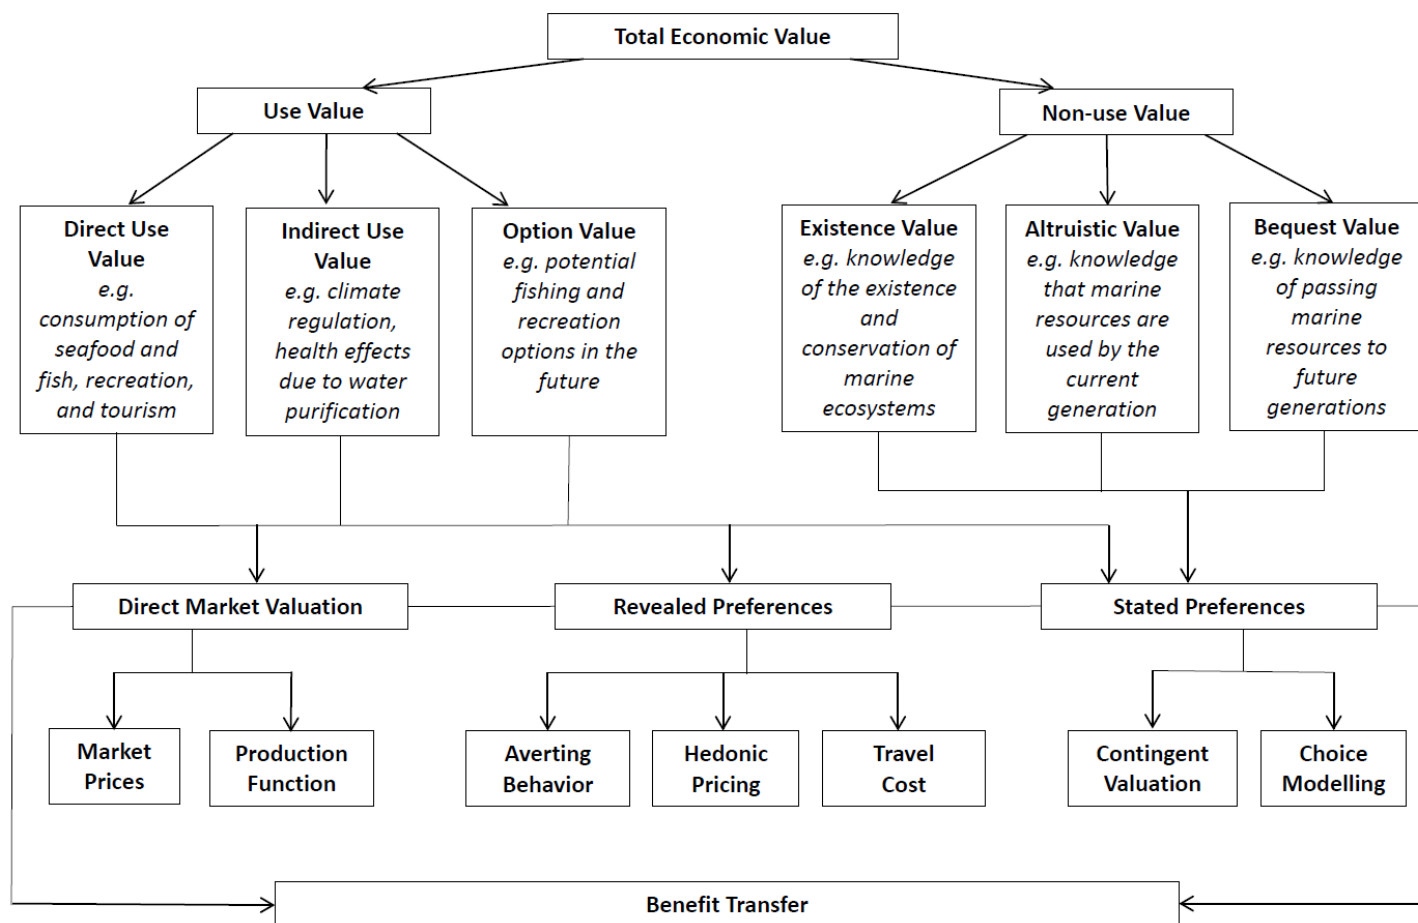 Total Economic Value
Use Value
Non-use Value
Direct Use
Value
e.g.
consumption of
seafood and
fish, recreation,
and tourism
Indirect Use
Value
e.g. climate
regulation,
health effects
due to water
purification
Option Value
e.g. potential
fishing and
recreation
options in the
future
Existence Value
e.g. knowledge
of the existence
and
conservation of
marine
ecosystems
Altruistic Value
e.g. knowledge
that marine
resources are
used by the
current
generation
Bequest Value
e.g. knowledge
of passing
marine
resources to
future
generations
Direct Market Valuation
Revealed Preferences
Stated Preferences
Market
Prices
Production
Function
Averting
Behavior
Hedonic
Pricing
Travel
Cost
Contingent
Valuation
Choice
Modelling
Benefit Transfer